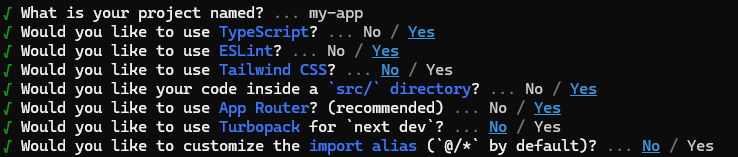 √ What is your project named? ... my-app
√ Would you like to use TypeScript? ... No / Yes
√ Would you like to use ESLint? ... No / Yes
√ Would you like to use Tailwind CSS? ... No / Yes
√ Would you like your code inside a `src/` directory? ... No / Yes
√ Would you like to use App Router? (recommended) ... No / Yes
√ Would you like to use Turbopack for `next dev`? ... No / Yes
√ Would you like to customize the import alias (`@/*` by default)? ... No / Yes